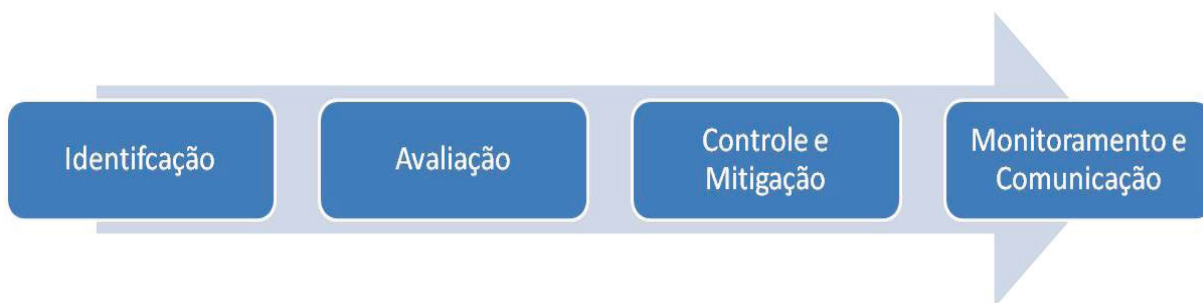 Identifcação
Avaliação
Controle e
Mitigação
Monitoramento e
Comunicação